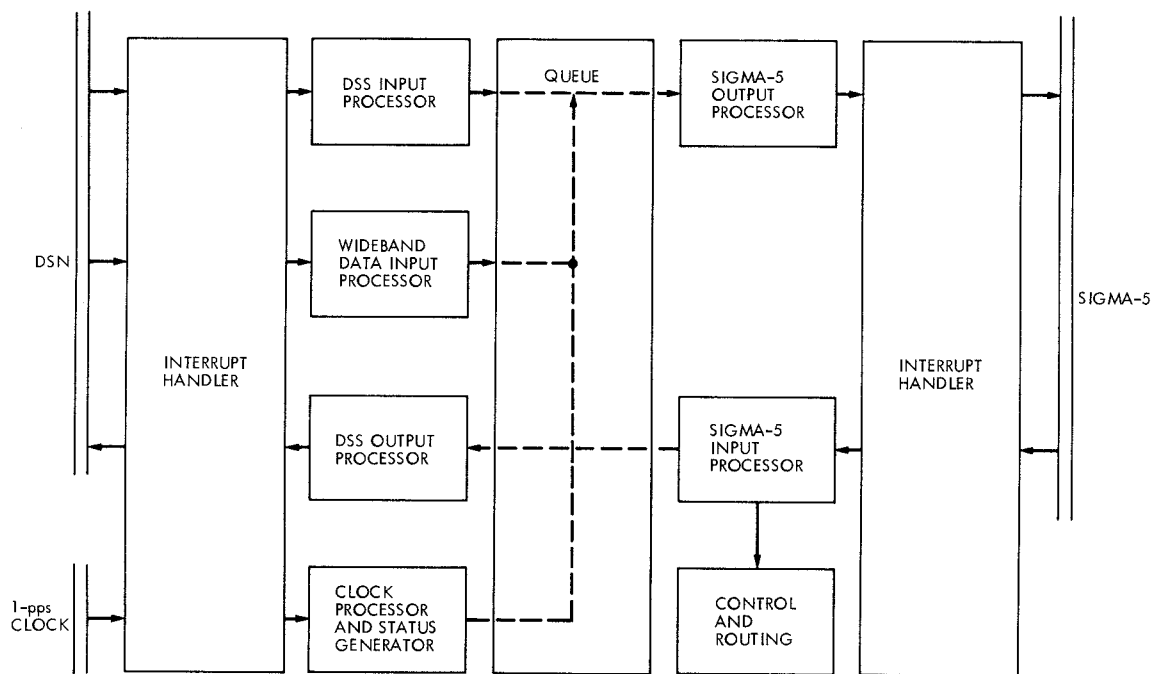 DSS INPUT
PROCESSOR
QUEUE
SIGMA-5
OUTPUT
PROCESSOR
DSN
WIDEBAND
DATA INPUT
PROCESSOR
SIGMA-5
INTERRUPT
HANDLER
INTERRUPT
HANDLER
DSS OUTPUT
PROCESSOR
SIGMA-5
INPUT
PROCESSOR
1-pps
CLOCK
CLOCK
PROCESSOR
AND STATUS
GENERATOR
CONTROL
AND
ROUTING